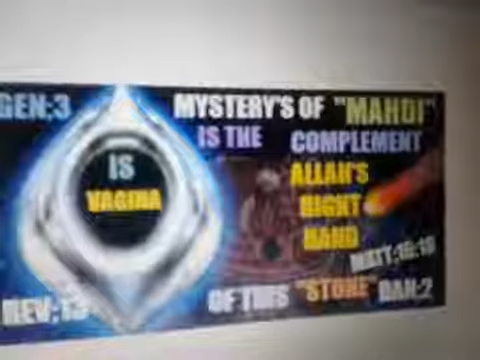 GEN:3
MYSTERY'S OF "MAHDI"
IS THE COMPLEMENT
IS
VAGINA
ALLAH'S
RIGHT
HAND
MATT:16:18
REV:13
OF THIS "STONE" DAN:2